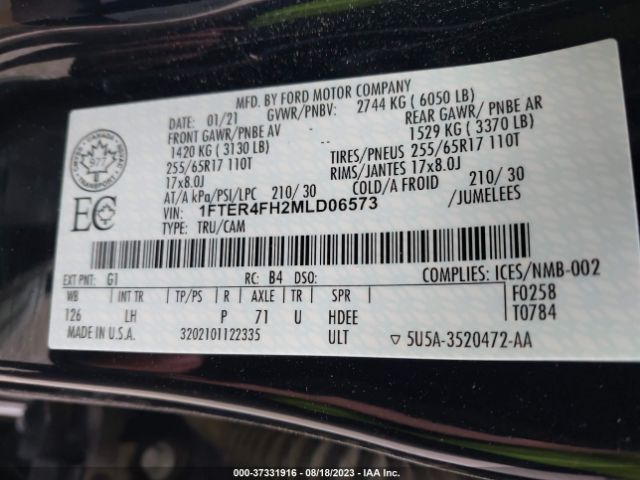 MFD. BY FORD MOTOR COMPANY
DATE: 01/21 GVWR/PNBV: 2744 KG ( 6050 LB)
FRONT GAWR/PNBE AV REAR GAWR/ PNBE AR
1420 KG ( 3130 LB) 1529 KG ( 3370 LB)
255/65R17 110T TIRES/PNEUS 255/65R17 110T
17x8.0J RIMS/JANTES 17x8.0J
AT/A kPa/PSI/LPC 210/ 30 COLD/A FROID 210/ 30
VIN: 1FTER4FH2MLD06573 /JUMELEES
TYPE: TRU/CAM
CANADA
977
TRANSPORT
EC
EXT PNT: G1 RC: B4 DSO: COMPLIES: ICES/NMB-002
WB INT TR TP/PS R AXLE TR SPR F0258
126 LH P 71 U HDEE T0784
MADE IN U.S.A. 3202101122335 ULT ▽ 5U5A-3520472-AA
000-37331916 - 08/18/2023 - IAA Inc.